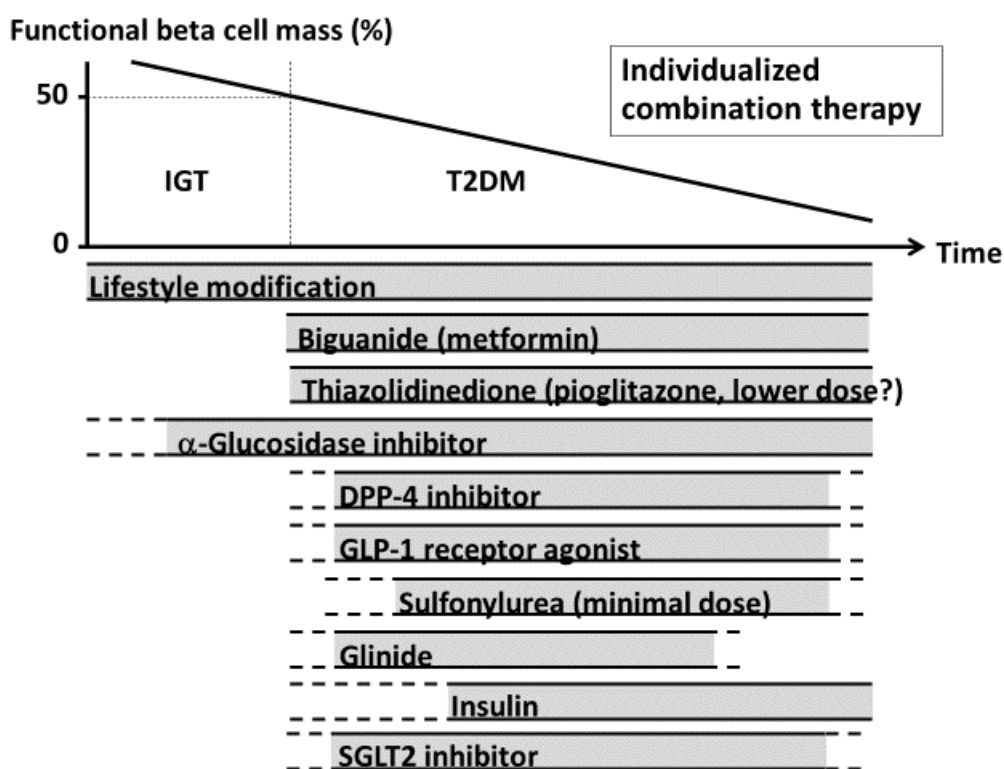 Functional beta cell mass (%)
Individualized
combination therapy
50
IGT
T2DM
0
Time
Lifestyle modification
Biguanide (metformin)
Thiazolidinedione (pioglitazone, lower dose?)
α-Glucosidase inhibitor
DPP-4 inhibitor
GLP-1 receptor agonist
Sulfonylurea (minimal dose)
Glinide
Insulin
SGLT2 inhibitor